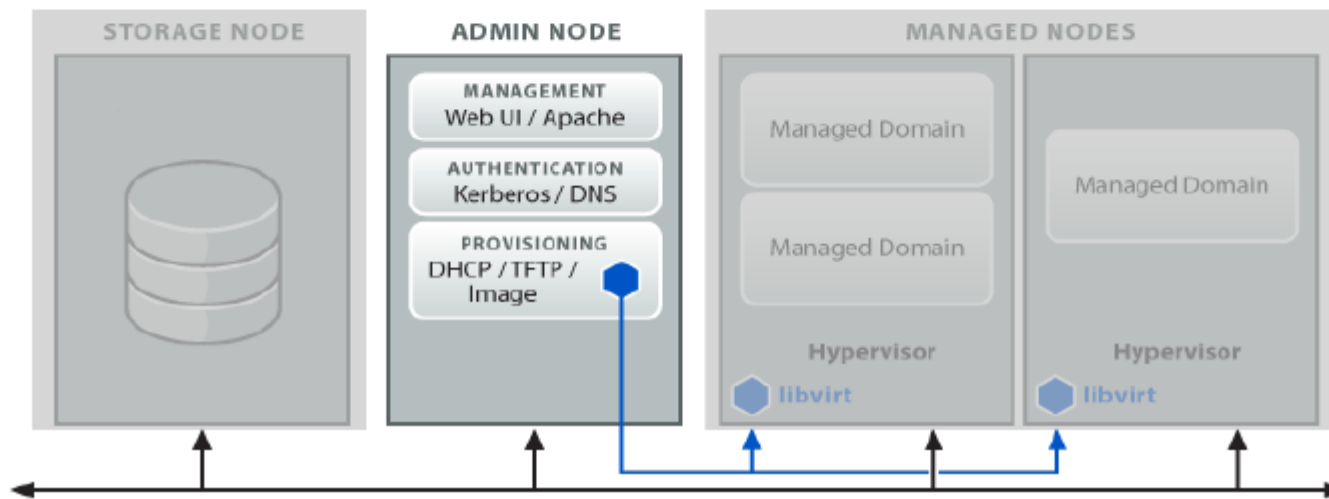 STORAGE NODE
ADMIN NODE
MANAGEMENT
Web UI / Apache
AUTHENTICATION
Kerberos / DNS
PROVISIONING
DHCP / TFTP /
Image
MANAGED NODES
Managed Domain
Managed Domain
Hypervisor
libvirt
Managed Domain
Hypervisor
libvirt